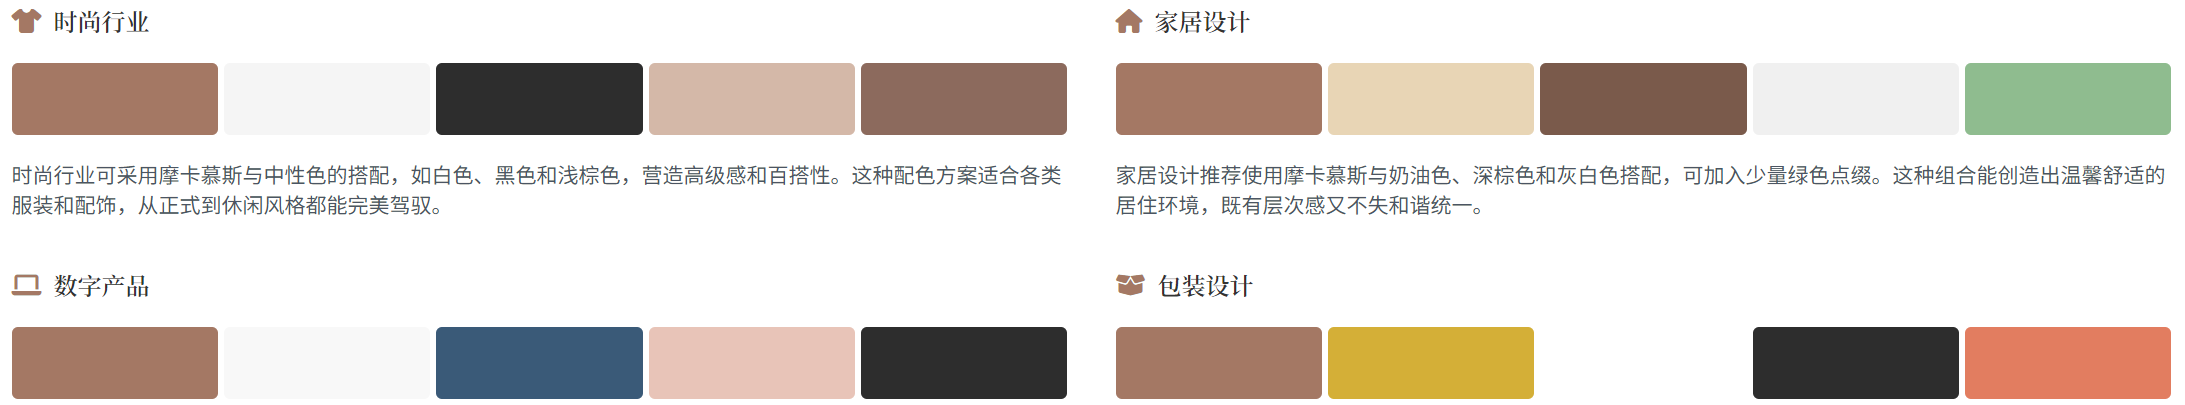 时尚行业
时尚行业可采用摩卡慕斯与中性色的搭配，如白色、黑色和浅棕色，营造高级感和百搭性。这种配色方案适合各类
服装和配饰，从正式到休闲风格都能完美驾驭。
家居设计
家居设计推荐使用摩卡慕斯与奶油色、深棕色和灰白色搭配，可加入少量绿色点缀。这种组合能创造出温馨舒适的
居住环境，既有层次感又不失和谐统一。
数字产品
包装设计